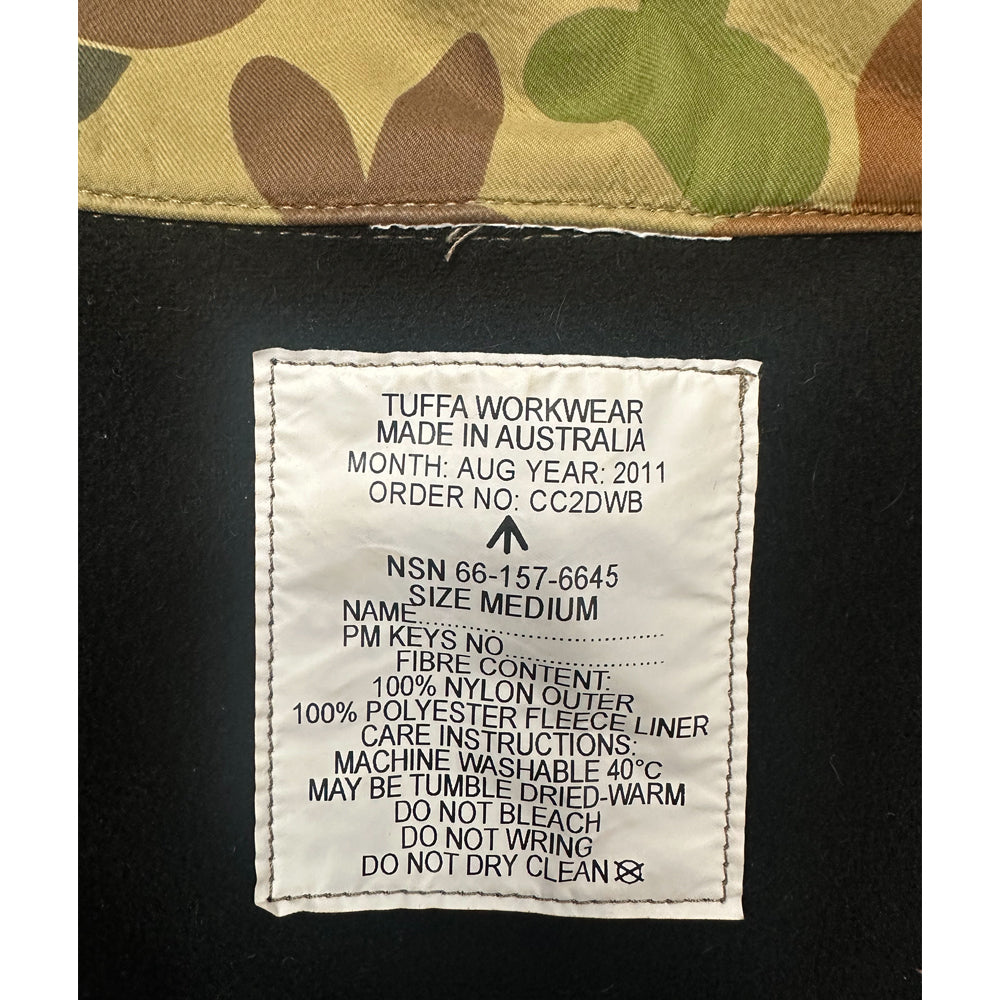 TUFFA WORKWEAR
MADE IN AUSTRALIA
MONTH: AUG YEAR: 2011
ORDER NO: CC2DWB
NSN 66-157-6645
SIZE MEDIUM
NAME..............................
PM KEYS NO....................
FIBRE CONTENT:
100% NYLON OUTER
100% POLYESTER FLEECE LINER
CARE INSTRUCTIONS:
MACHINE WASHABLE 40°C
MAY BE TUMBLE DRIED-WARM
DO NOT BLEACH
DO NOT WRING
DO NOT DRY CLEAN